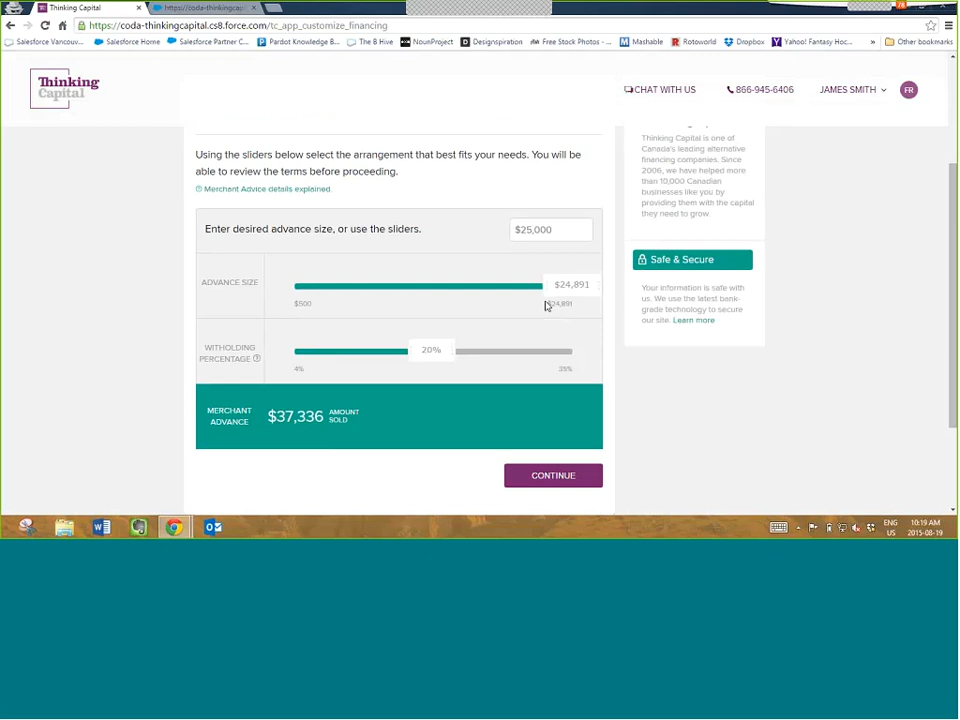 Thinking Capital
https://codathinkingcap
78
https://coda-thinkingcapital.cs8.force.com/tc_app_customize_financing
Salesforce Vancouv... Salesforce Home Salesforce Partner C... Pardot Knowledge B... The B Hive NounProject Designspiration Free Stock Photos - ... Mashable Rotoworld Dropbox Yahoo! Fantasy Hoc... » Other bookmarks
Thinking
Capital
CHAT WITH US 866-945-6406 JAMES SMITH FR
Using the sliders below select the arrangement that best fits your needs. You will be
able to review the terms before proceeding.
Merchant Advice details explained.
Enter desired advance size, or use the sliders. $25,000
ADVANCE SIZE
$24,891
$500 $24,891
WITHOLDING
PERCENTAGE
20%
4% 35%
MERCHANT
ADVANCE
$37,336 AMOUNT
SOLD
CONTINUE
Thinking Capital is one of
Canada's leading alternative
financing companies. Since
2006, we have helped more
than 10,000 Canadian
businesses like you by
providing them with the capital
they need to grow.
Safe & Secure
Your information is safe with
us. We use the latest bank-
grade technology to secure
our site. Learn more
ENG
US
10:19 AM
2015-08-19